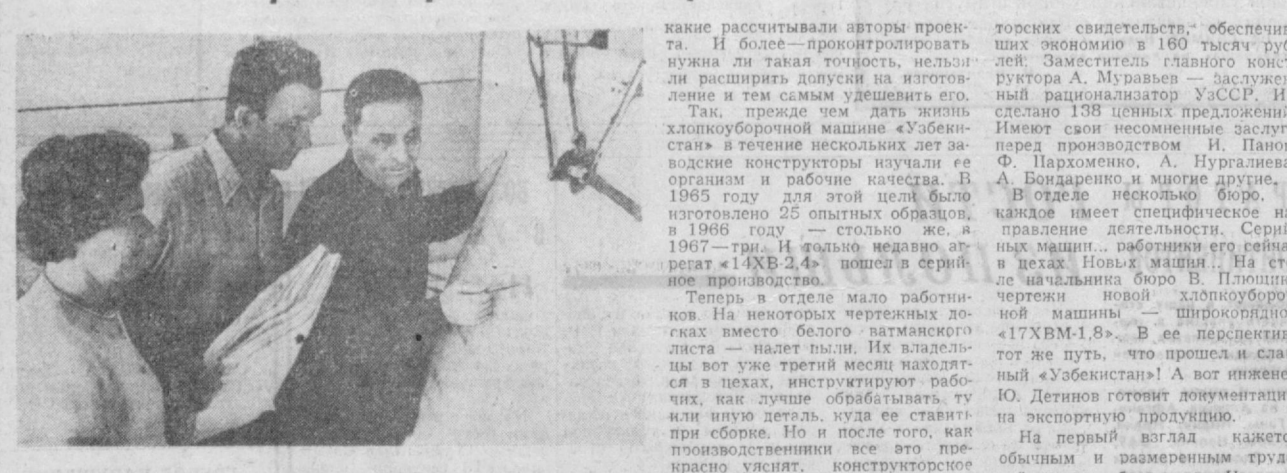 какие рассчитывали авторы проек-
та. И более—проконтролировать
нужна ли такая точность, нельзя
ли расширить допуски на изготов-
ление и тем самым удешевить его.
Так, прежде чем дать жизнь
хлопкоуборочной машине «Узбеки-
стан» в течение нескольких лет за-
водские конструкторы изучали ее
организм и рабочие качества. В
1965 году для этой цели было
изготовлено 25 опытных образцов,
в 1966 году — столько же, в
1967—три. И только недавно аг-
регат «14ХВ-2,4» пошел в серий-
ное производство.
Теперь в отделе мало работни-
ков. На некоторых чертежных до-
сках вместо белого ватманского
листа — налет пыли. Их владель-
цы вот уже третий месяц находят-
ся в цехах, инструктируют рабо-
чих, как лучше обрабатывать ту
или иную деталь, куда ее ставить
при сборке. Но и после того, как
производственники все это пре-
красно уяснят, конструкторское
торских свидетельств, обеспечив
ших экономию в 160 тысяч руб
лей. Заместитель главного конст
руктора А. Муравьев — заслужен
ный рационализатор УзССР. И
сделано 138 ценных предложени
Имеют свои несомненные заслуг
перед производством И. Панов
Ф. Пархоменко, А. Нургалиева
А. Бондаренко и многие другие.
В отделе несколько бюро,
каждое имеет специфическое на
правление деятельности. Серий
ных машин... работники его сейча
в цехах. Новых машин... На сто
ле начальника бюро В. Плющин
чертежи новой хлопкоуборо
ной машины — широкорядно
«17ХВМ-1,8». В ее перспектив
тот же путь, что прошел и слав
ный «Узбекистан»! А вот инжене
Ю. Детинов готовит документаци
на экспортную продукцию.
На первый взгляд кажетс
обычным и размеренным труд